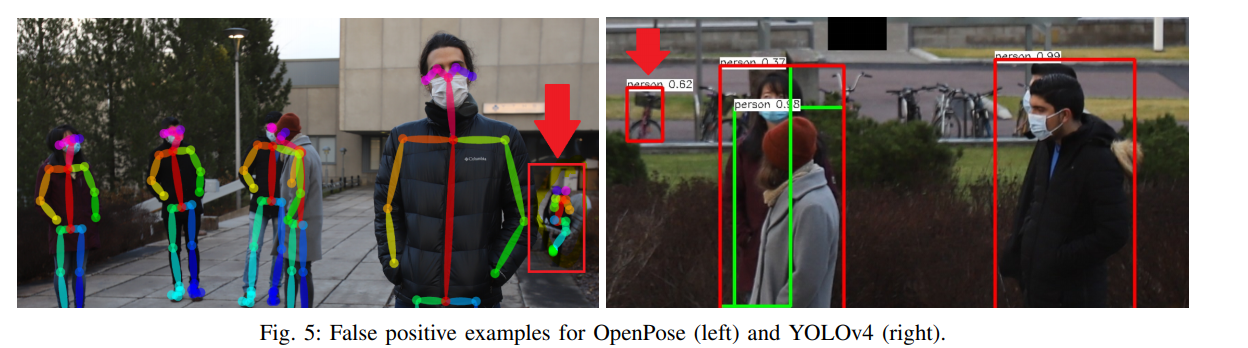 Columbia
person 0.62
person 0.37
person 0.98
person 0.99
Fig. 5: False positive examples for OpenPose (left) and YOLOv4 (right).